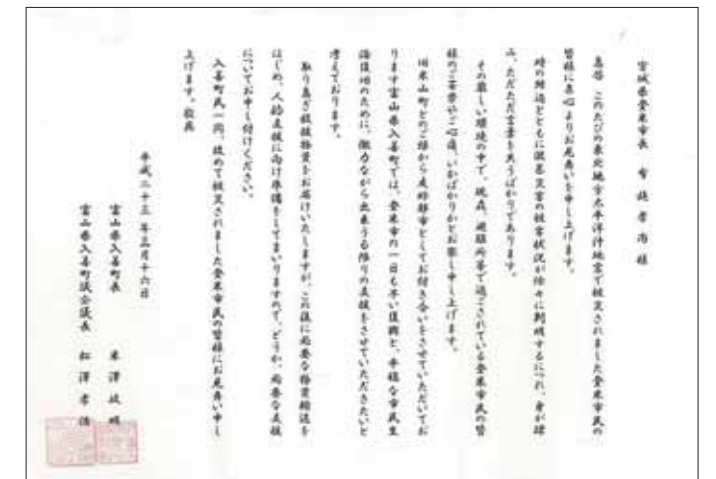 宮城県登米市長　布施孝尚　様
急啓　このたびの東北地方太平洋沖地震で被災されました登米市民の
皆様に衷心よりお見舞いを申し上げます。
時の経過とともに激甚災害の被害状況が徐々に判明するにつれ、身が砕
け、ただただ言葉を失うばかりであります。
その厳しい環境の中で、現在、避難所等で過ごされている登米市民の皆
様のご苦労やご心痛、いかばかりかとお察し申し上げます。
旧米山町とのご縁から友好都市としてお付き合いをさせていただいてお
ります富山県入善町では、登米市の一日も早い復興と、平穏な市民生
活復旧のために、微力ながら出来うる限りの支援をさせていただきたいと
考えております。
取り急ぎ救援物資をお届けいたしますが、この後に必要な物資輸送を
はじめ、人的支援に向け準備をしてまいりますので、どうか、必要な支援
についてお申し付けください。
入善町民一同、改めて被災されました登米市民の皆様にお見舞い申し
上げます。敬具
平成二十三年三月十六日
富山県入善町長　米澤政明
富山県入善町議会議長　松澤孝浩